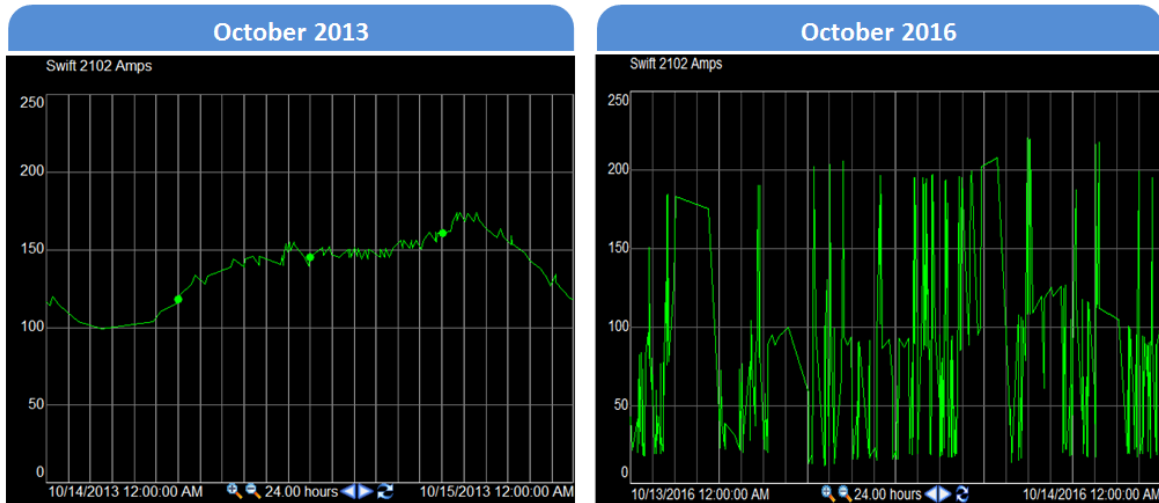 October 2013
Swift 2102 Amps
250
200
150
100
50
0
10/14/2013 12:00:00 AM 24.00 hours 10/15/2013 12:00:00 AM
October 2016
Swift 2102 Amps
250
200
150
100
50
0
10/13/2016 12:00:00 AM 24.00 hours 10/14/2016 12:00:00 AM